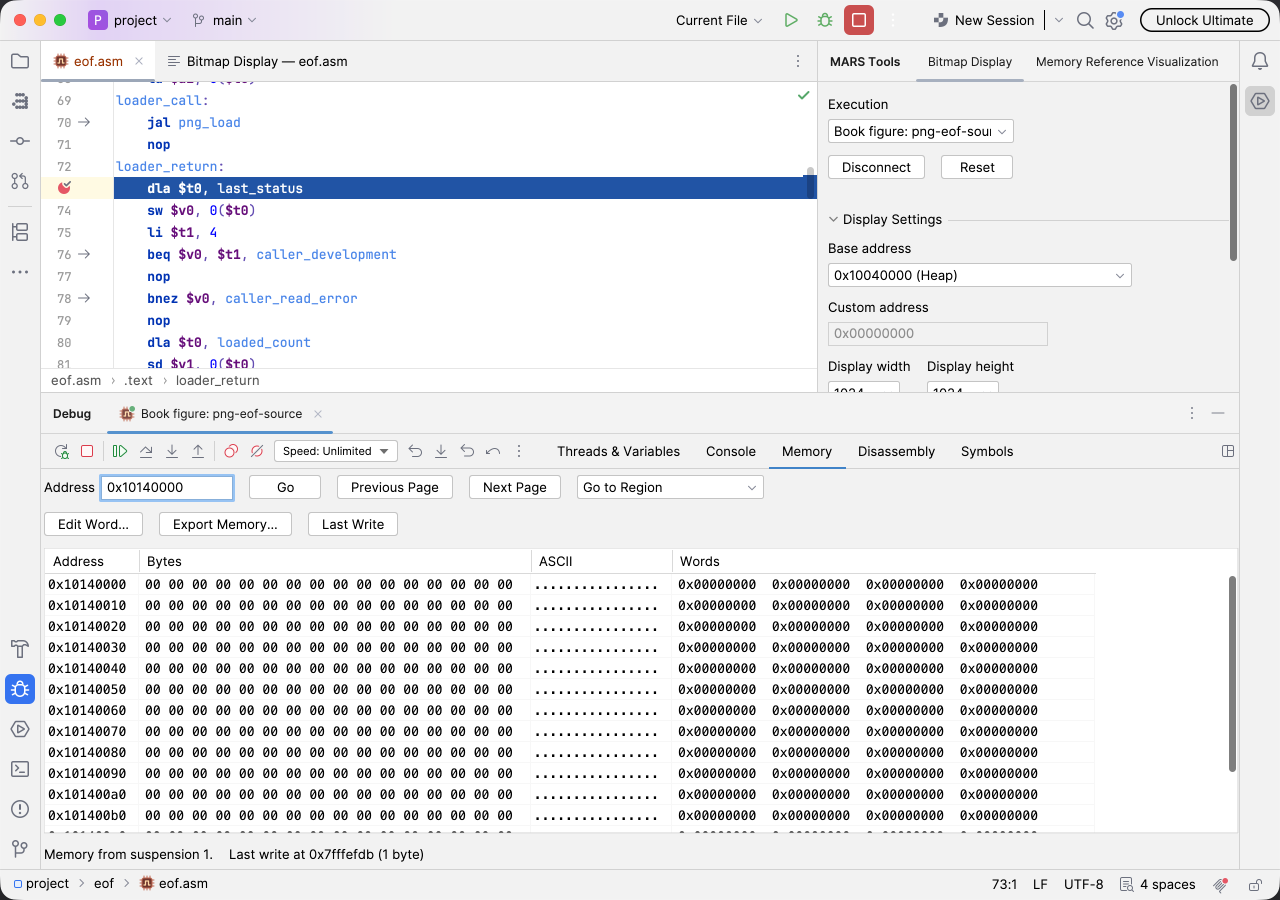 P project main Current File New Session Unlock Ultimate
eof.asm Bitmap Display — eof.asm
69 loader_call:
70 jal png_load
71 nop
72 loader_return:
dla $t0, last_status
74 sw $v0, 0($t0)
75 li $t1, 4
76 beq $v0, $t1, caller_development
77 nop
78 bnez $v0, caller_read_error
79 nop
80 dla $t0, loaded_count
81 sd $v1, 0($t0)
eof.asm › .text › loader_return
MARS Tools Bitmap Display Memory Reference Visualization
Execution
Book figure: png-eof-sour
Disconnect Reset
Display Settings
Base address
0x10040000 (Heap)
Custom address
0x00000000
Display width Display height
1024 1024
Debug Book figure: png-eof-source
Speed: Unlimited Threads & Variables Console Memory Disassembly Symbols
Address 0x10140000 Go Previous Page Next Page Go to Region
Edit Word... Export Memory... Last Write
Address Bytes ASCII Words
0x10140000 00 00 00 00 00 00 00 00 00 00 00 00 00 00 00 00 ................ 0x00000000 0x00000000 0x00000000 0x00000000
0x10140010 00 00 00 00 00 00 00 00 00 00 00 00 00 00 00 00 ................ 0x00000000 0x00000000 0x00000000 0x00000000
0x10140020 00 00 00 00 00 00 00 00 00 00 00 00 00 00 00 00 ................ 0x00000000 0x00000000 0x00000000 0x00000000
0x10140030 00 00 00 00 00 00 00 00 00 00 00 00 00 00 00 00 ................ 0x00000000 0x00000000 0x00000000 0x00000000
0x10140040 00 00 00 00 00 00 00 00 00 00 00 00 00 00 00 00 ................ 0x00000000 0x00000000 0x00000000 0x00000000
0x10140050 00 00 00 00 00 00 00 00 00 00 00 00 00 00 00 00 ................ 0x00000000 0x00000000 0x00000000 0x00000000
0x10140060 00 00 00 00 00 00 00 00 00 00 00 00 00 00 00 00 ................ 0x00000000 0x00000000 0x00000000 0x00000000
0x10140070 00 00 00 00 00 00 00 00 00 00 00 00 00 00 00 00 ................ 0x00000000 0x00000000 0x00000000 0x00000000
0x10140080 00 00 00 00 00 00 00 00 00 00 00 00 00 00 00 00 ................ 0x00000000 0x00000000 0x00000000 0x00000000
0x10140090 00 00 00 00 00 00 00 00 00 00 00 00 00 00 00 00 ................ 0x00000000 0x00000000 0x00000000 0x00000000
0x101400a0 00 00 00 00 00 00 00 00 00 00 00 00 00 00 00 00 ................ 0x00000000 0x00000000 0x00000000 0x00000000
0x101400b0 00 00 00 00 00 00 00 00 00 00 00 00 00 00 00 00 ................ 0x00000000 0x00000000 0x00000000 0x00000000
Memory from suspension 1. Last write at 0x7fffefdb (1 byte)
project › eof › eof.asm 73:1 LF UTF-8 4 spaces